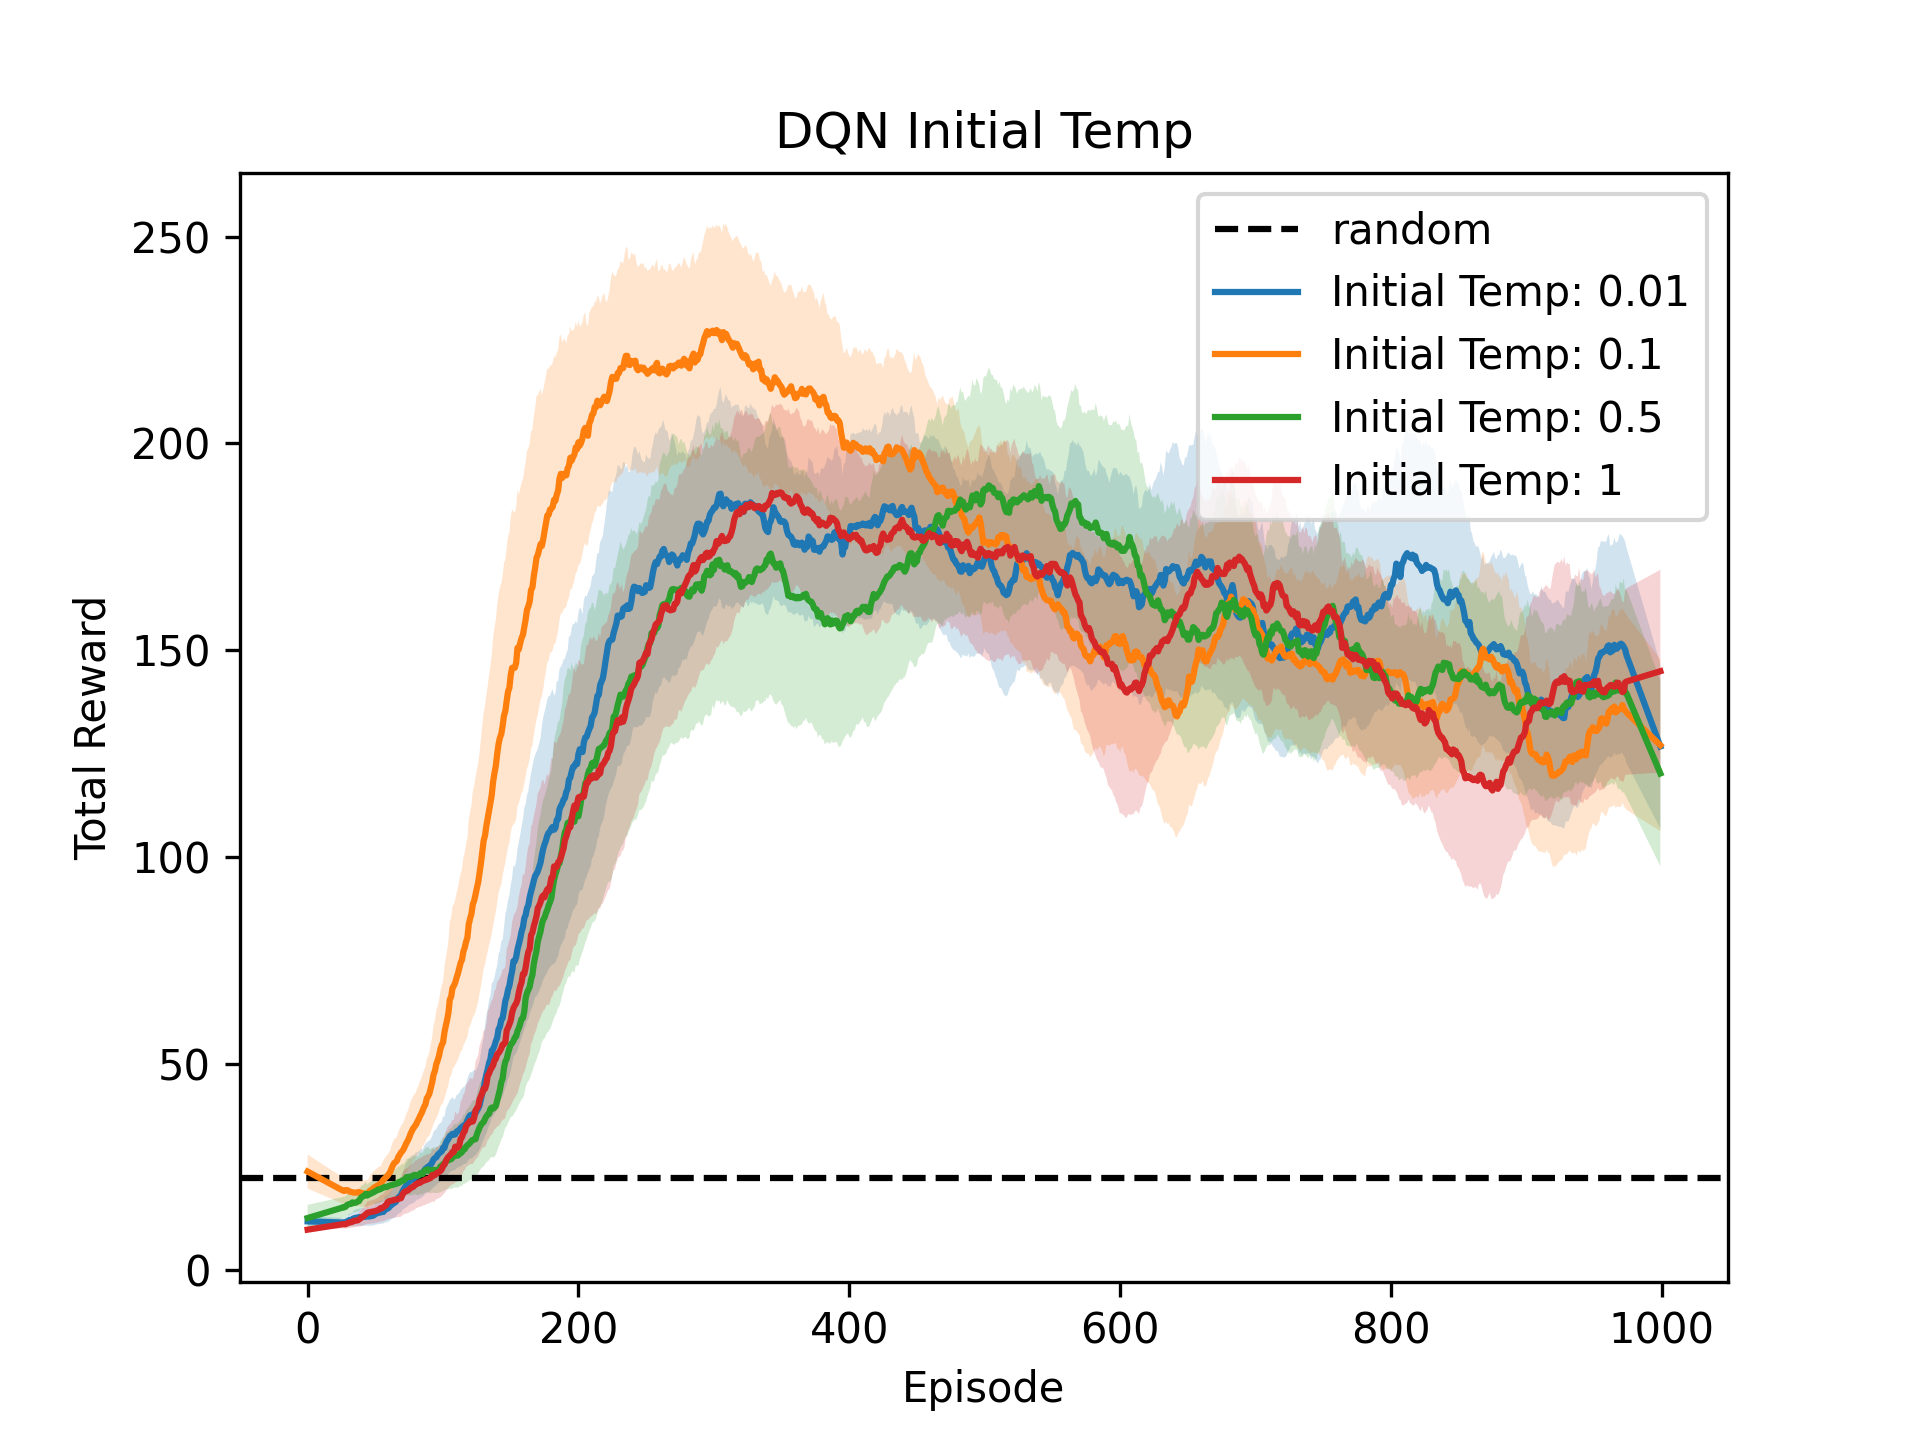 DQN Initial Temp
250
200
150
100
50
0
Total Reward
random
Initial Temp: 0.01
Initial Temp: 0.1
Initial Temp: 0.5
Initial Temp: 1
0 200 400 600 800 1000
Episode